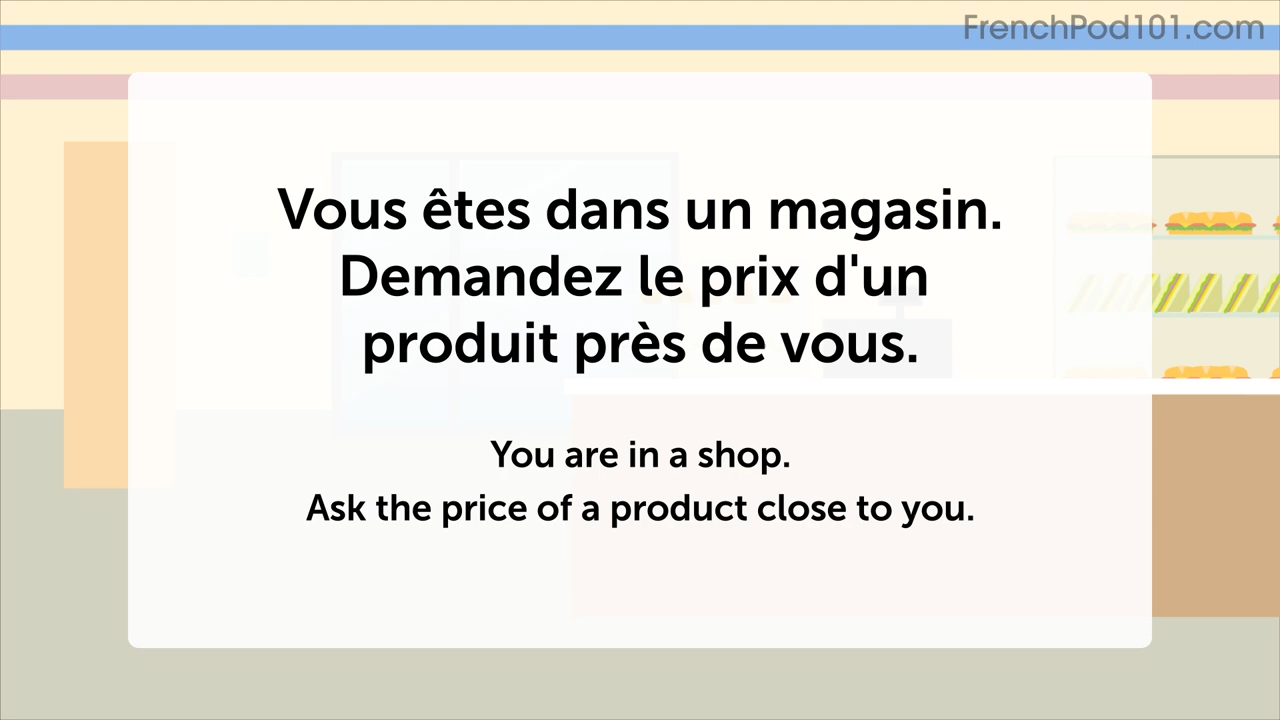 FrenchPod101.com
Vous êtes dans un magasin.
Demandez le prix d'un
produit près de vous.
You are in a shop.
Ask the price of a product close to you.